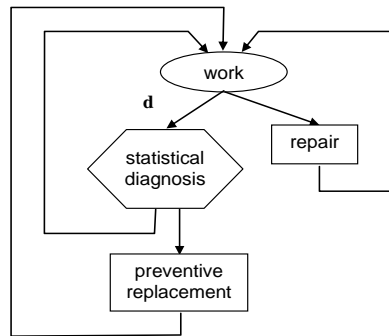 work
d
statistical
diagnosis
repair
preventive
replacement